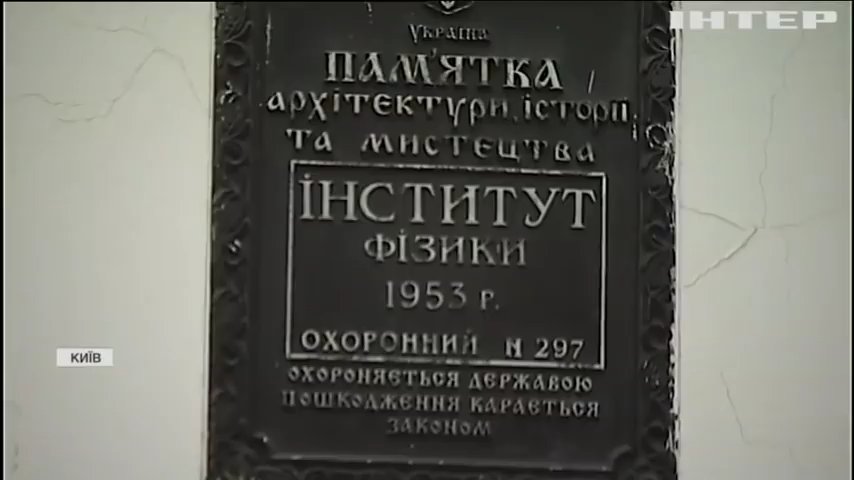 ІНТЕР
УКРАЇНА
ПАМ'ЯТКА
АРХІТЕКТУРИ, ІСТОРІЇ
ТА МИСТЕЦТВА
ІНСТИТУТ
ФІЗИКИ
1953 р.
ОХОРОННИЙ N 297
ОХОРОНЯЄТЬСЯ ДЕРЖАВОЮ
ПОШКОДЖЕННЯ КАРАЄТЬСЯ
ЗАКОНОМ
КИЇВ